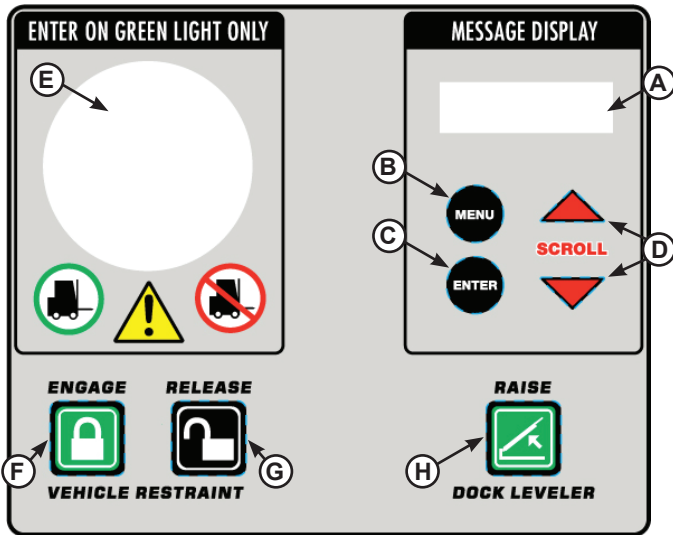 ENTER ON GREEN LIGHT ONLY
E
MESSAGE DISPLAY
A
B
MENU
C
SCROLL
D
ENTER
ENGAGE
RELEASE
F
G
VEHICLE RESTRAINT
RAISE
H
DOCK LEVELER